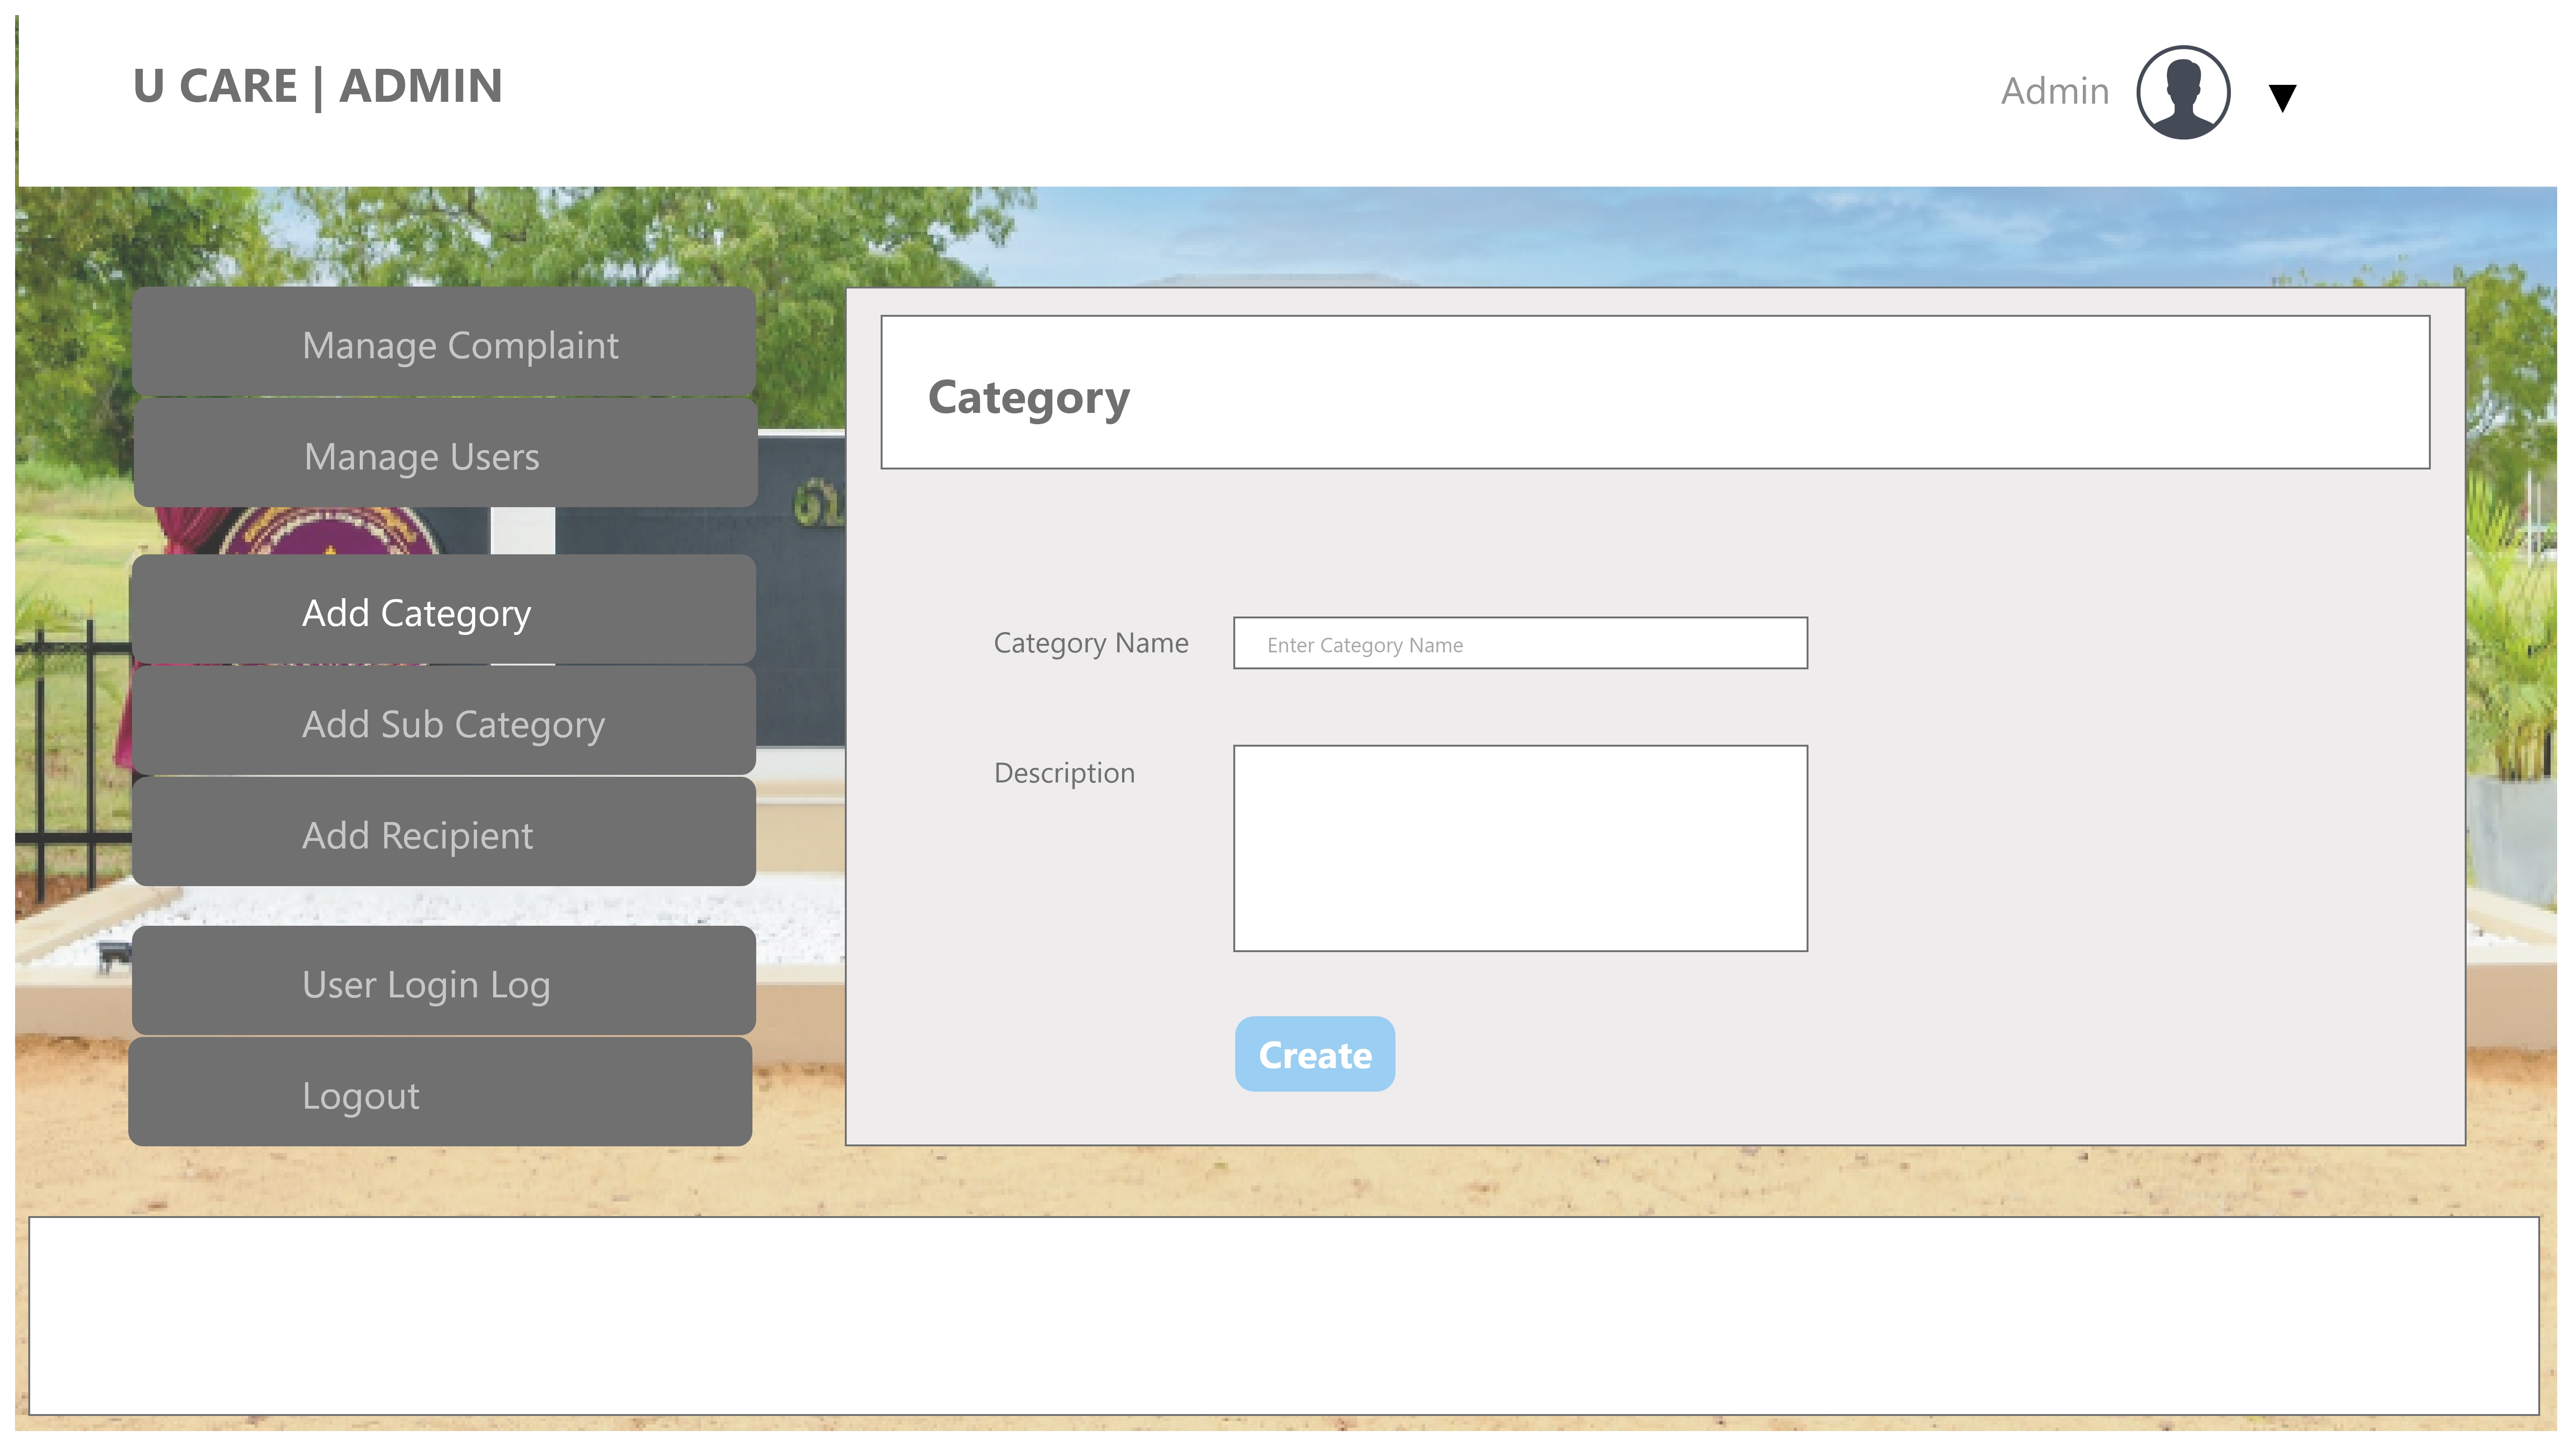 U CARE | ADMIN
Admin
Manage Complaint
Manage Users
Add Category
Add Sub Category
Add Recipient
User Login Log
Logout
Category
Category Name
Enter Category Name
Description
Create